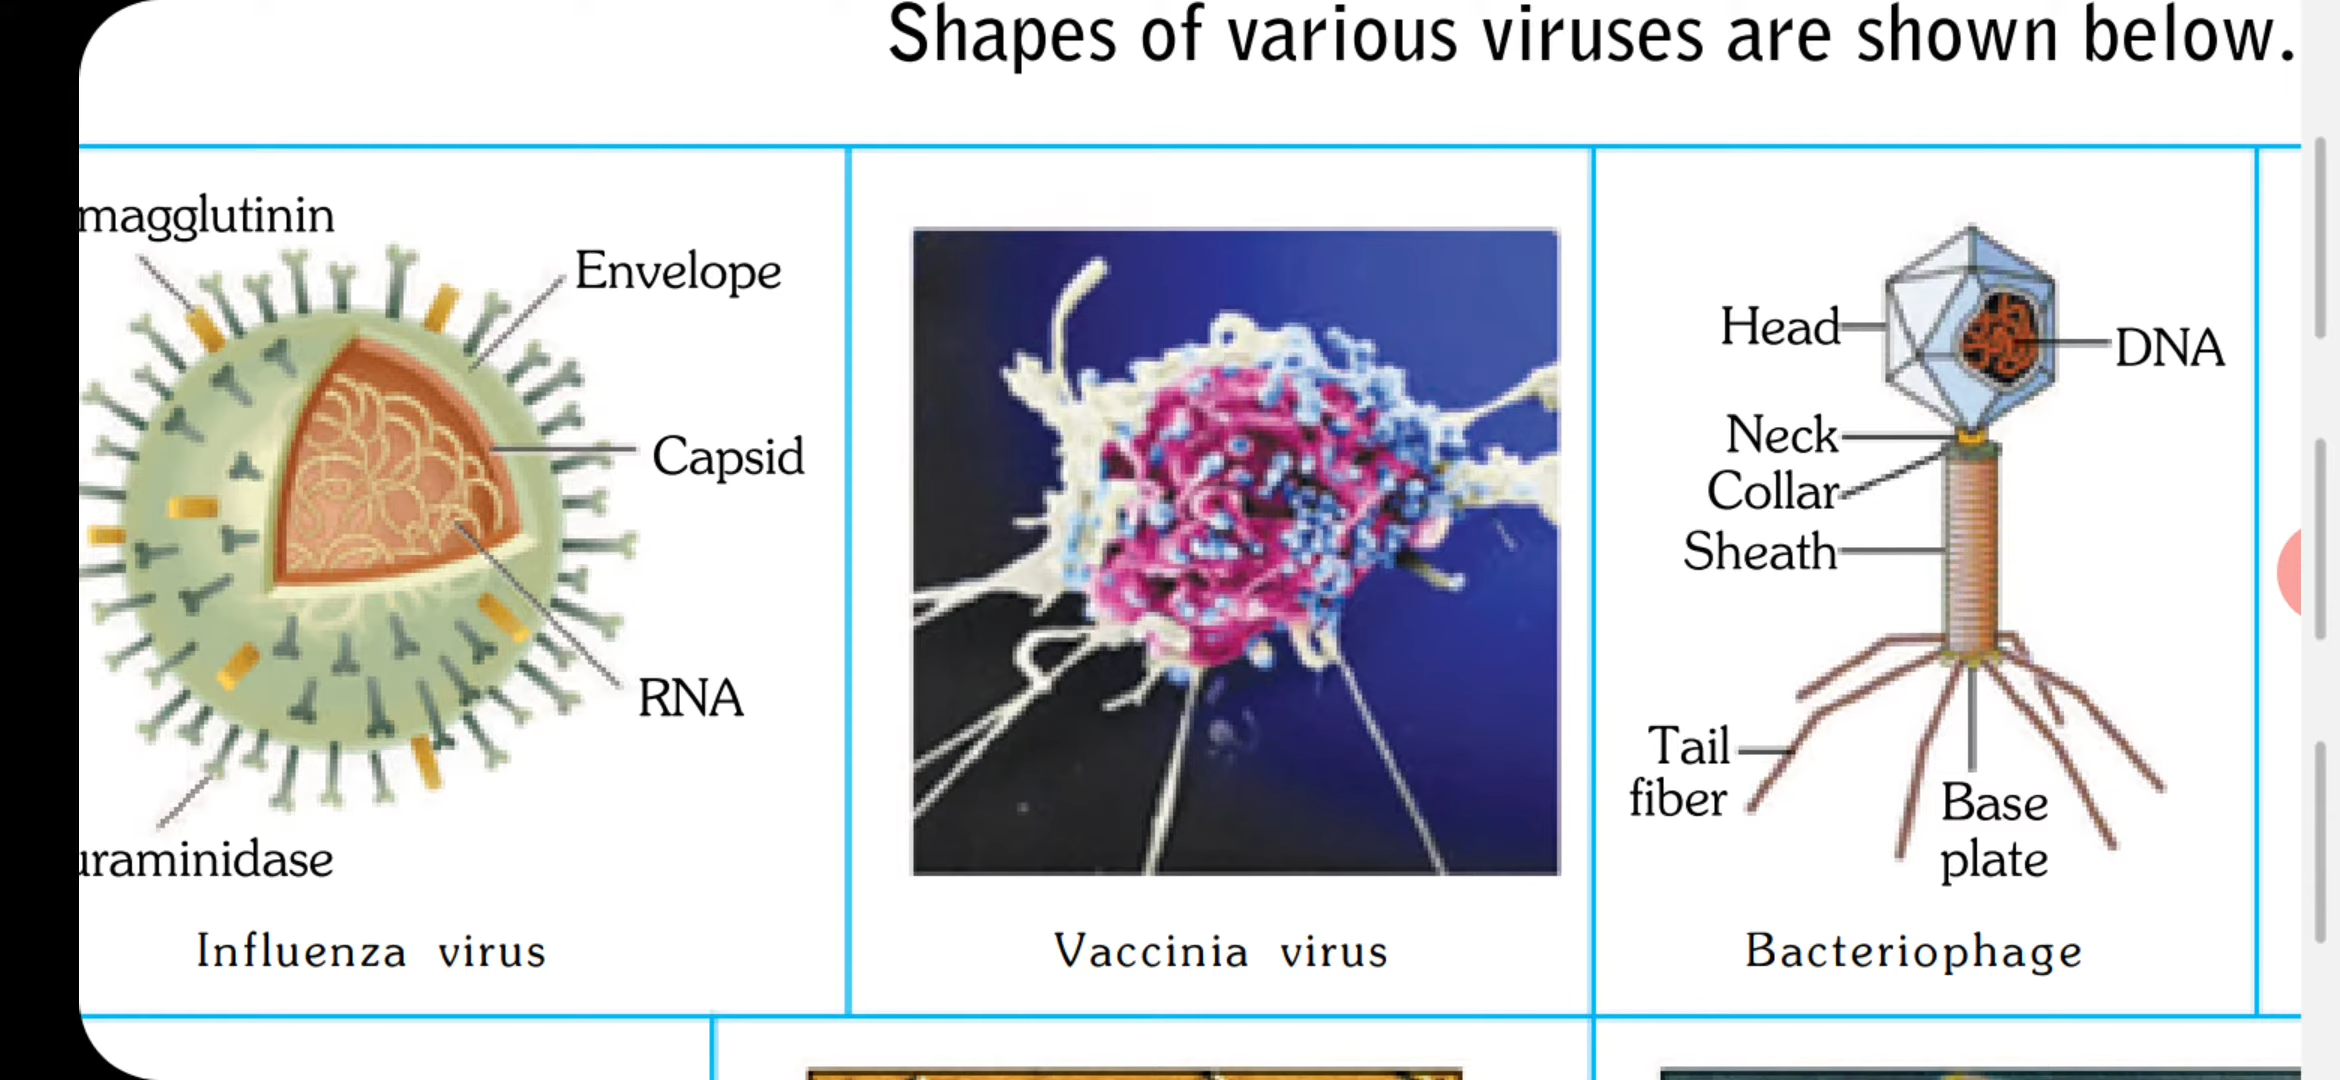 Shapes of various viruses are shown below.
magglutinin
Envelope
Capsid
RNA
uraminidase
Influenza virus
Vaccinia virus
Head
DNA
Neck
Collar
Sheath
Tail
fiber
Base
plate
Bacteriophage